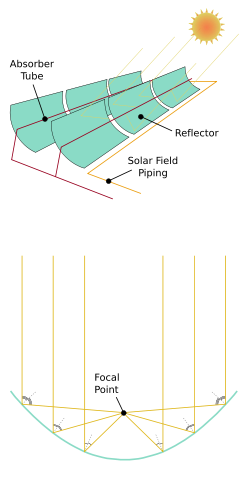 Absorber
Tube
Reflector
Solar Field
Piping
Focal
Point